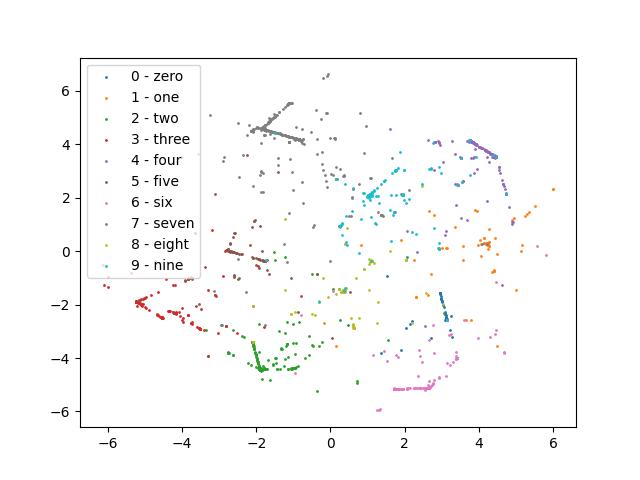 0 - zero
1 - one
2 - two
3 - three
4 - four
5 - five
6 - six
7 - seven
8 - eight
9 - nine
6
4
2
0
−2
−4
−6
−6 −4 −2 0 2 4 6